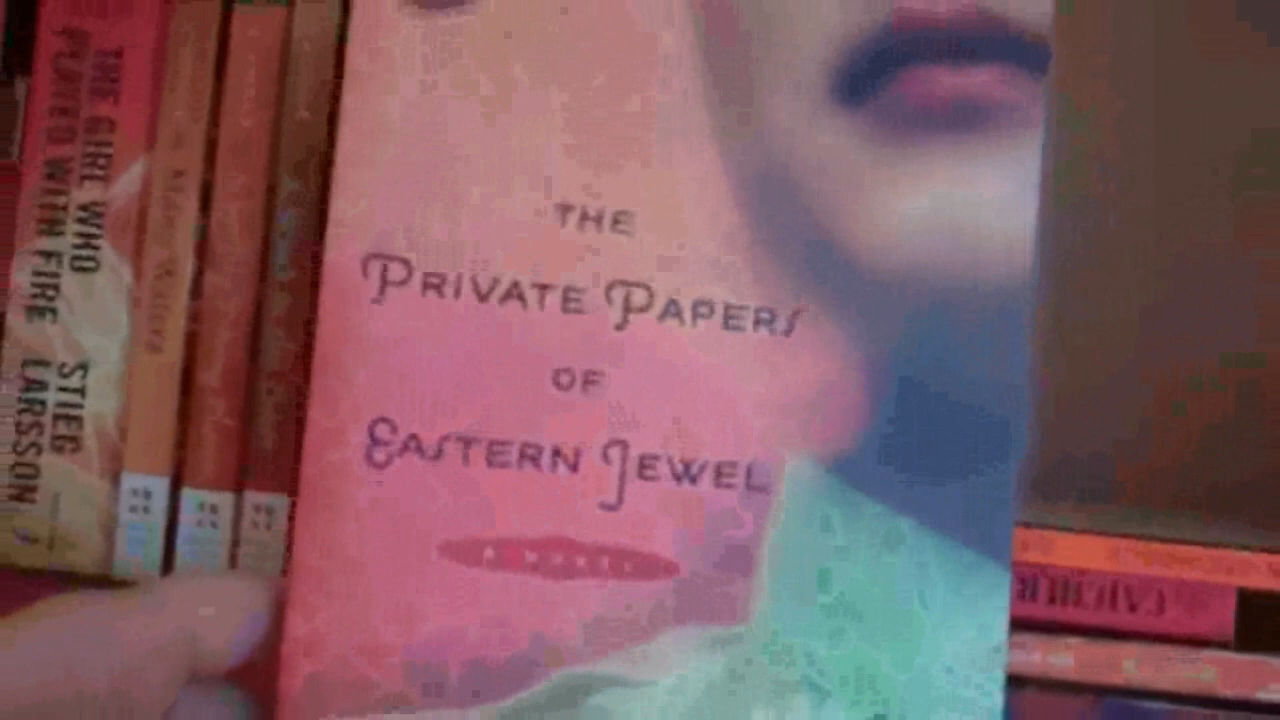 THE
PRIVATE PAPERS
OF
EASTERN JEWEL
A NOVEL
THE GIRL WHO
PLAYED WITH FIRE
STIEG
LARSSON